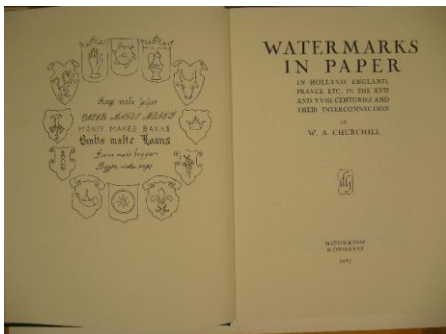 Rags make paper
PAPER MAKES MONEY
MONEY MAKES BANKS
Banks make Loans
Loans make beggars
Beggars make rags
WATERMARKS
IN PAPER
IN HOLLAND, ENGLAND,
FRANCE, ETC., IN THE XVII
AND XVIII CENTURIES AND
THEIR INTERCONNECTION
BY
W. A. CHURCHILL
1967